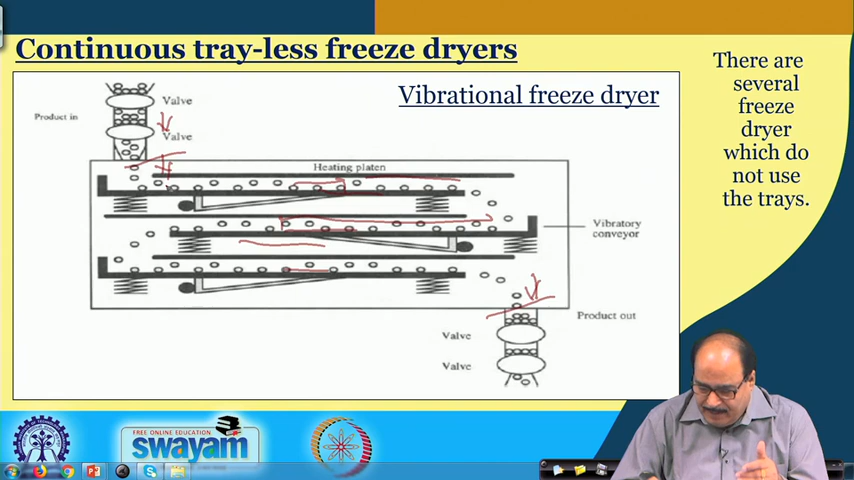 Continuous tray-less freeze dryers
Vibrational freeze dryer
There are
several
freeze
dryer
which do
not use
the trays.
Valve
Product in
Valve
Heating platen
Vibratory
conveyor
Product out
Valve
Valve
FREE ONLINE EDUCATION
swayam